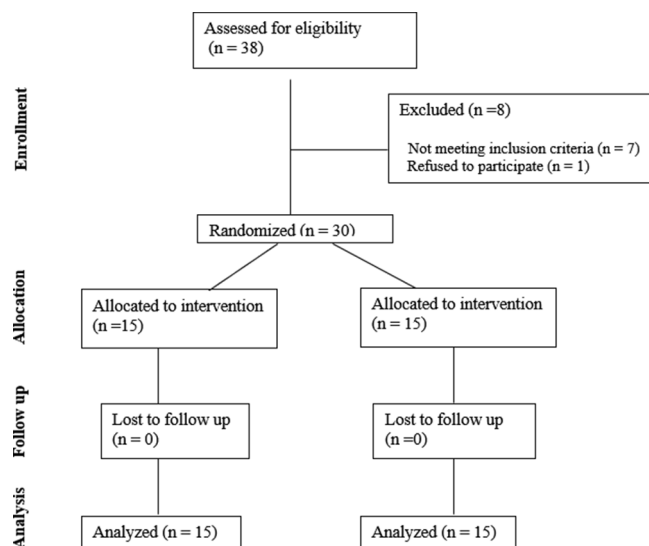 Assessed for eligibility
(n = 38)
Enrollment
Excluded (n =8)
Not meeting inclusion criteria (n = 7)
Refused to participate (n = 1)
Randomized (n = 30)
Allocation
Allocated to intervention
(n =15)
Allocated to intervention
(n = 15)
Follow up
Lost to follow up
(n = 0)
Lost to follow up
(n =0)
Analysis
Analyzed (n = 15)
Analyzed (n = 15)